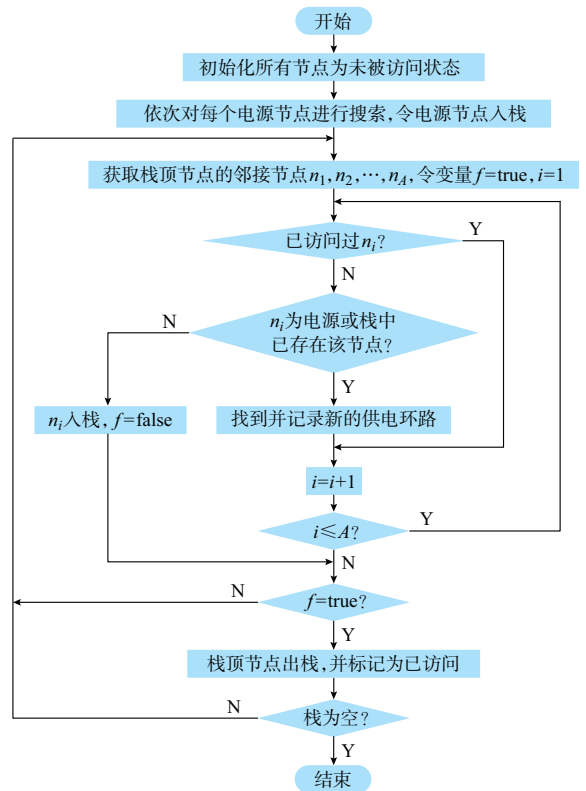 开始
初始化所有节点为未被访问状态
依次对每个电源节点进行搜索,令电源节点入栈
获取栈顶节点的邻接节点n₁,n₂,⋯,n_A,令变量f=true,i=1
已访问过nᵢ?
Y
N
nᵢ为电源或栈中
已存在该节点?
N
Y
nᵢ入栈,f=false
找到并记录新的供电环路
i=i+1
i≤A?
Y
N
f=true?
N
Y
栈顶节点出栈,并标记为已访问
栈为空?
N
Y
结束